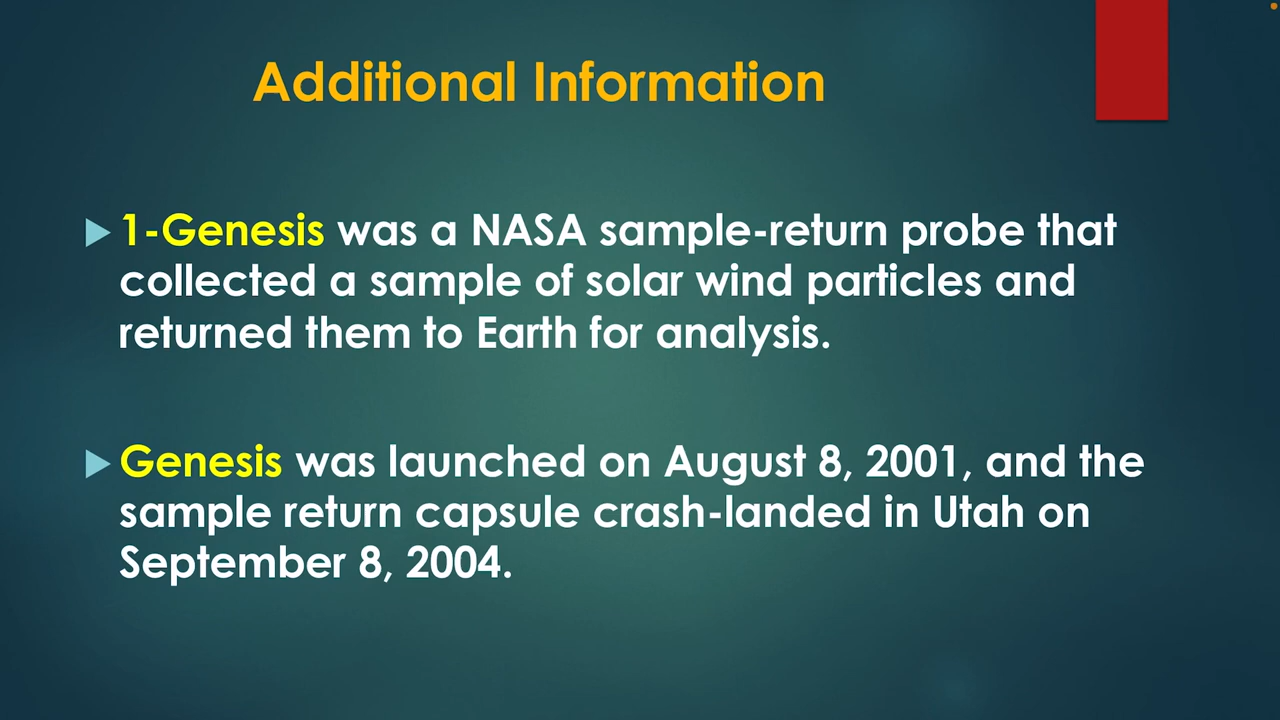 Additional Information
1-Genesis was a NASA sample-return probe that
collected a sample of solar wind particles and
returned them to Earth for analysis.
Genesis was launched on August 8, 2001, and the
sample return capsule crash-landed in Utah on
September 8, 2004.